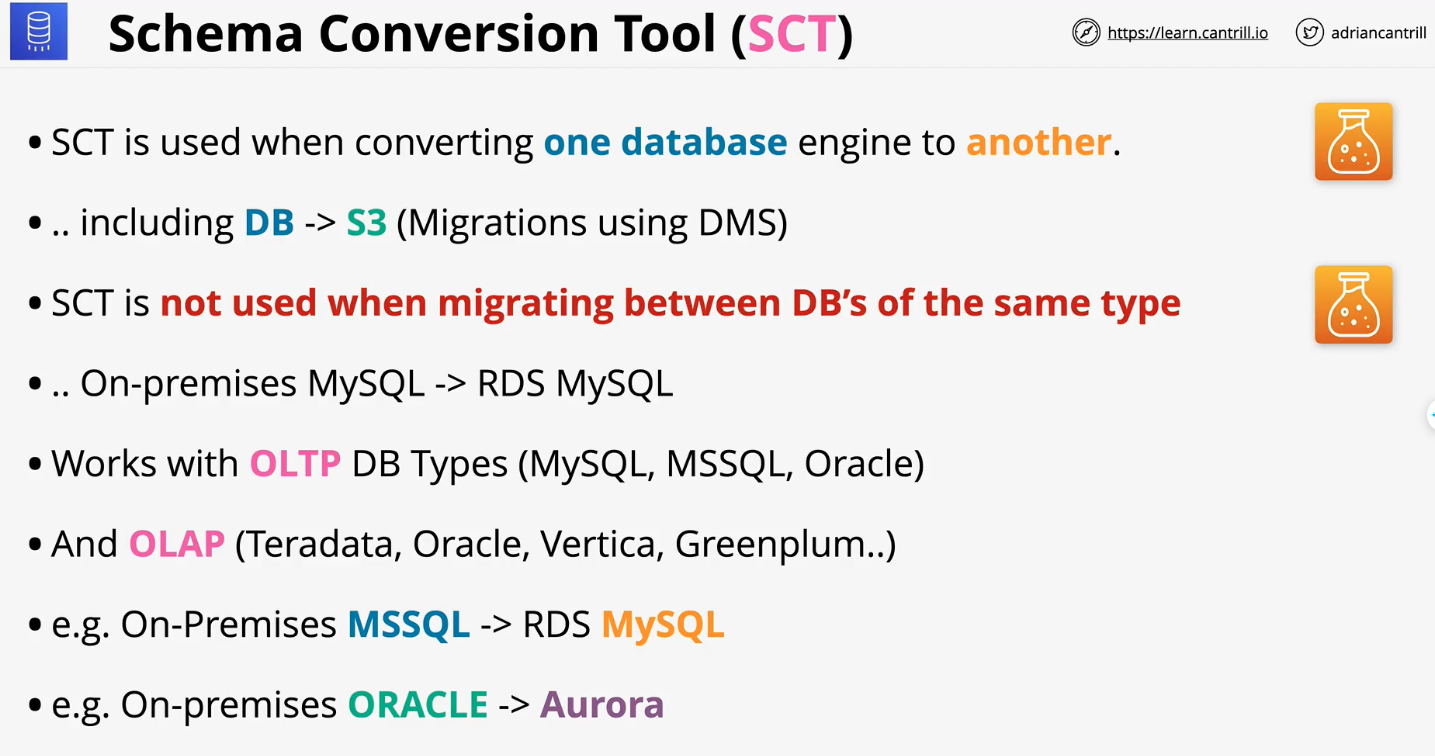 Schema Conversion Tool (SCT)
https://learn.cantrill.io
adriancantrill
• SCT is used when converting one database engine to another.
• .. including DB -> S3 (Migrations using DMS)
• SCT is not used when migrating between DB’s of the same type
• .. On-premises MySQL -> RDS MySQL
• Works with OLTP DB Types (MySQL, MSSQL, Oracle)
• And OLAP (Teradata, Oracle, Vertica, Greenplum..)
• e.g. On-Premises MSSQL -> RDS MySQL
• e.g. On-premises ORACLE -> Aurora